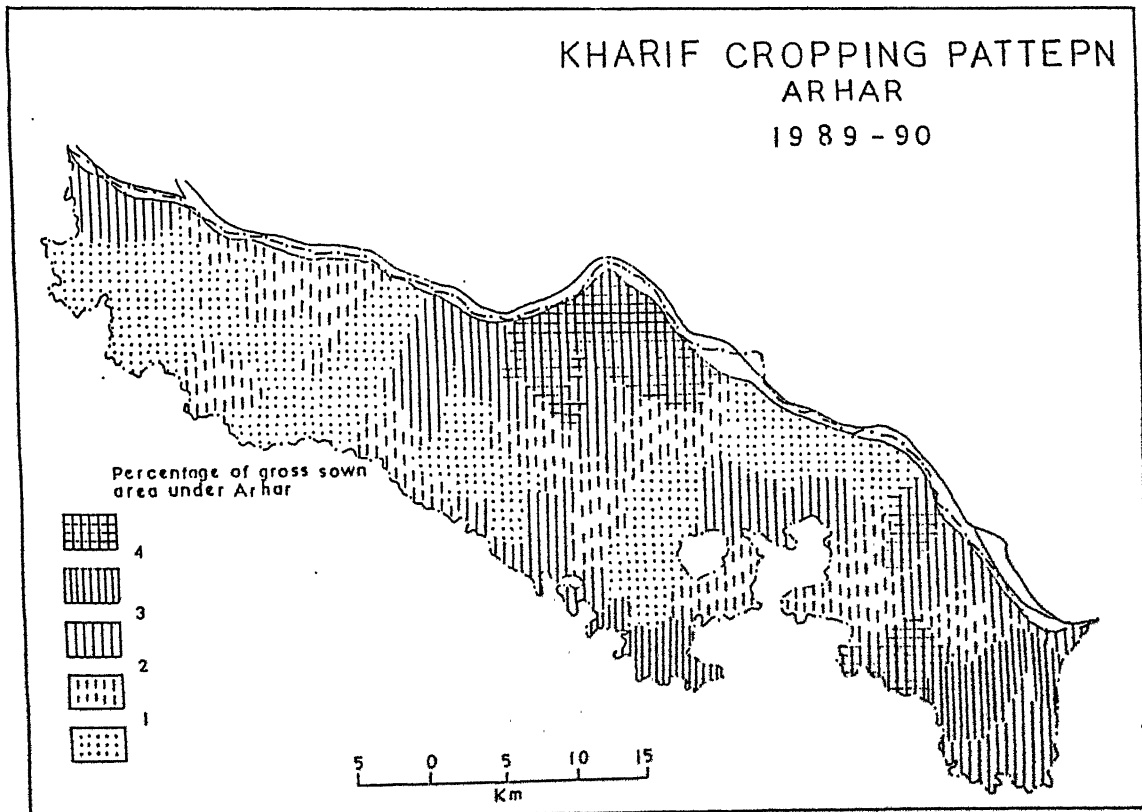 KHARIF CROPPING PATTEPN
ARHAR
1989-90
Percentage of gross sown
area under Arhar
4
3
2
1
5 0 5 10 15
Km